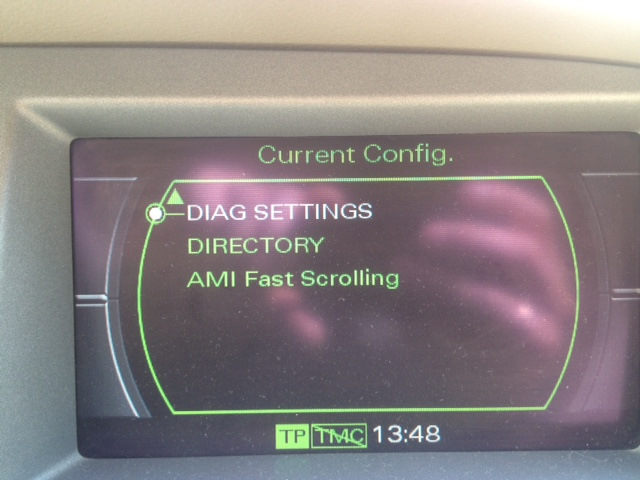 Current Config.
DIAG SETTINGS
DIRECTORY
AMI Fast Scrolling
TP TMC 13:48